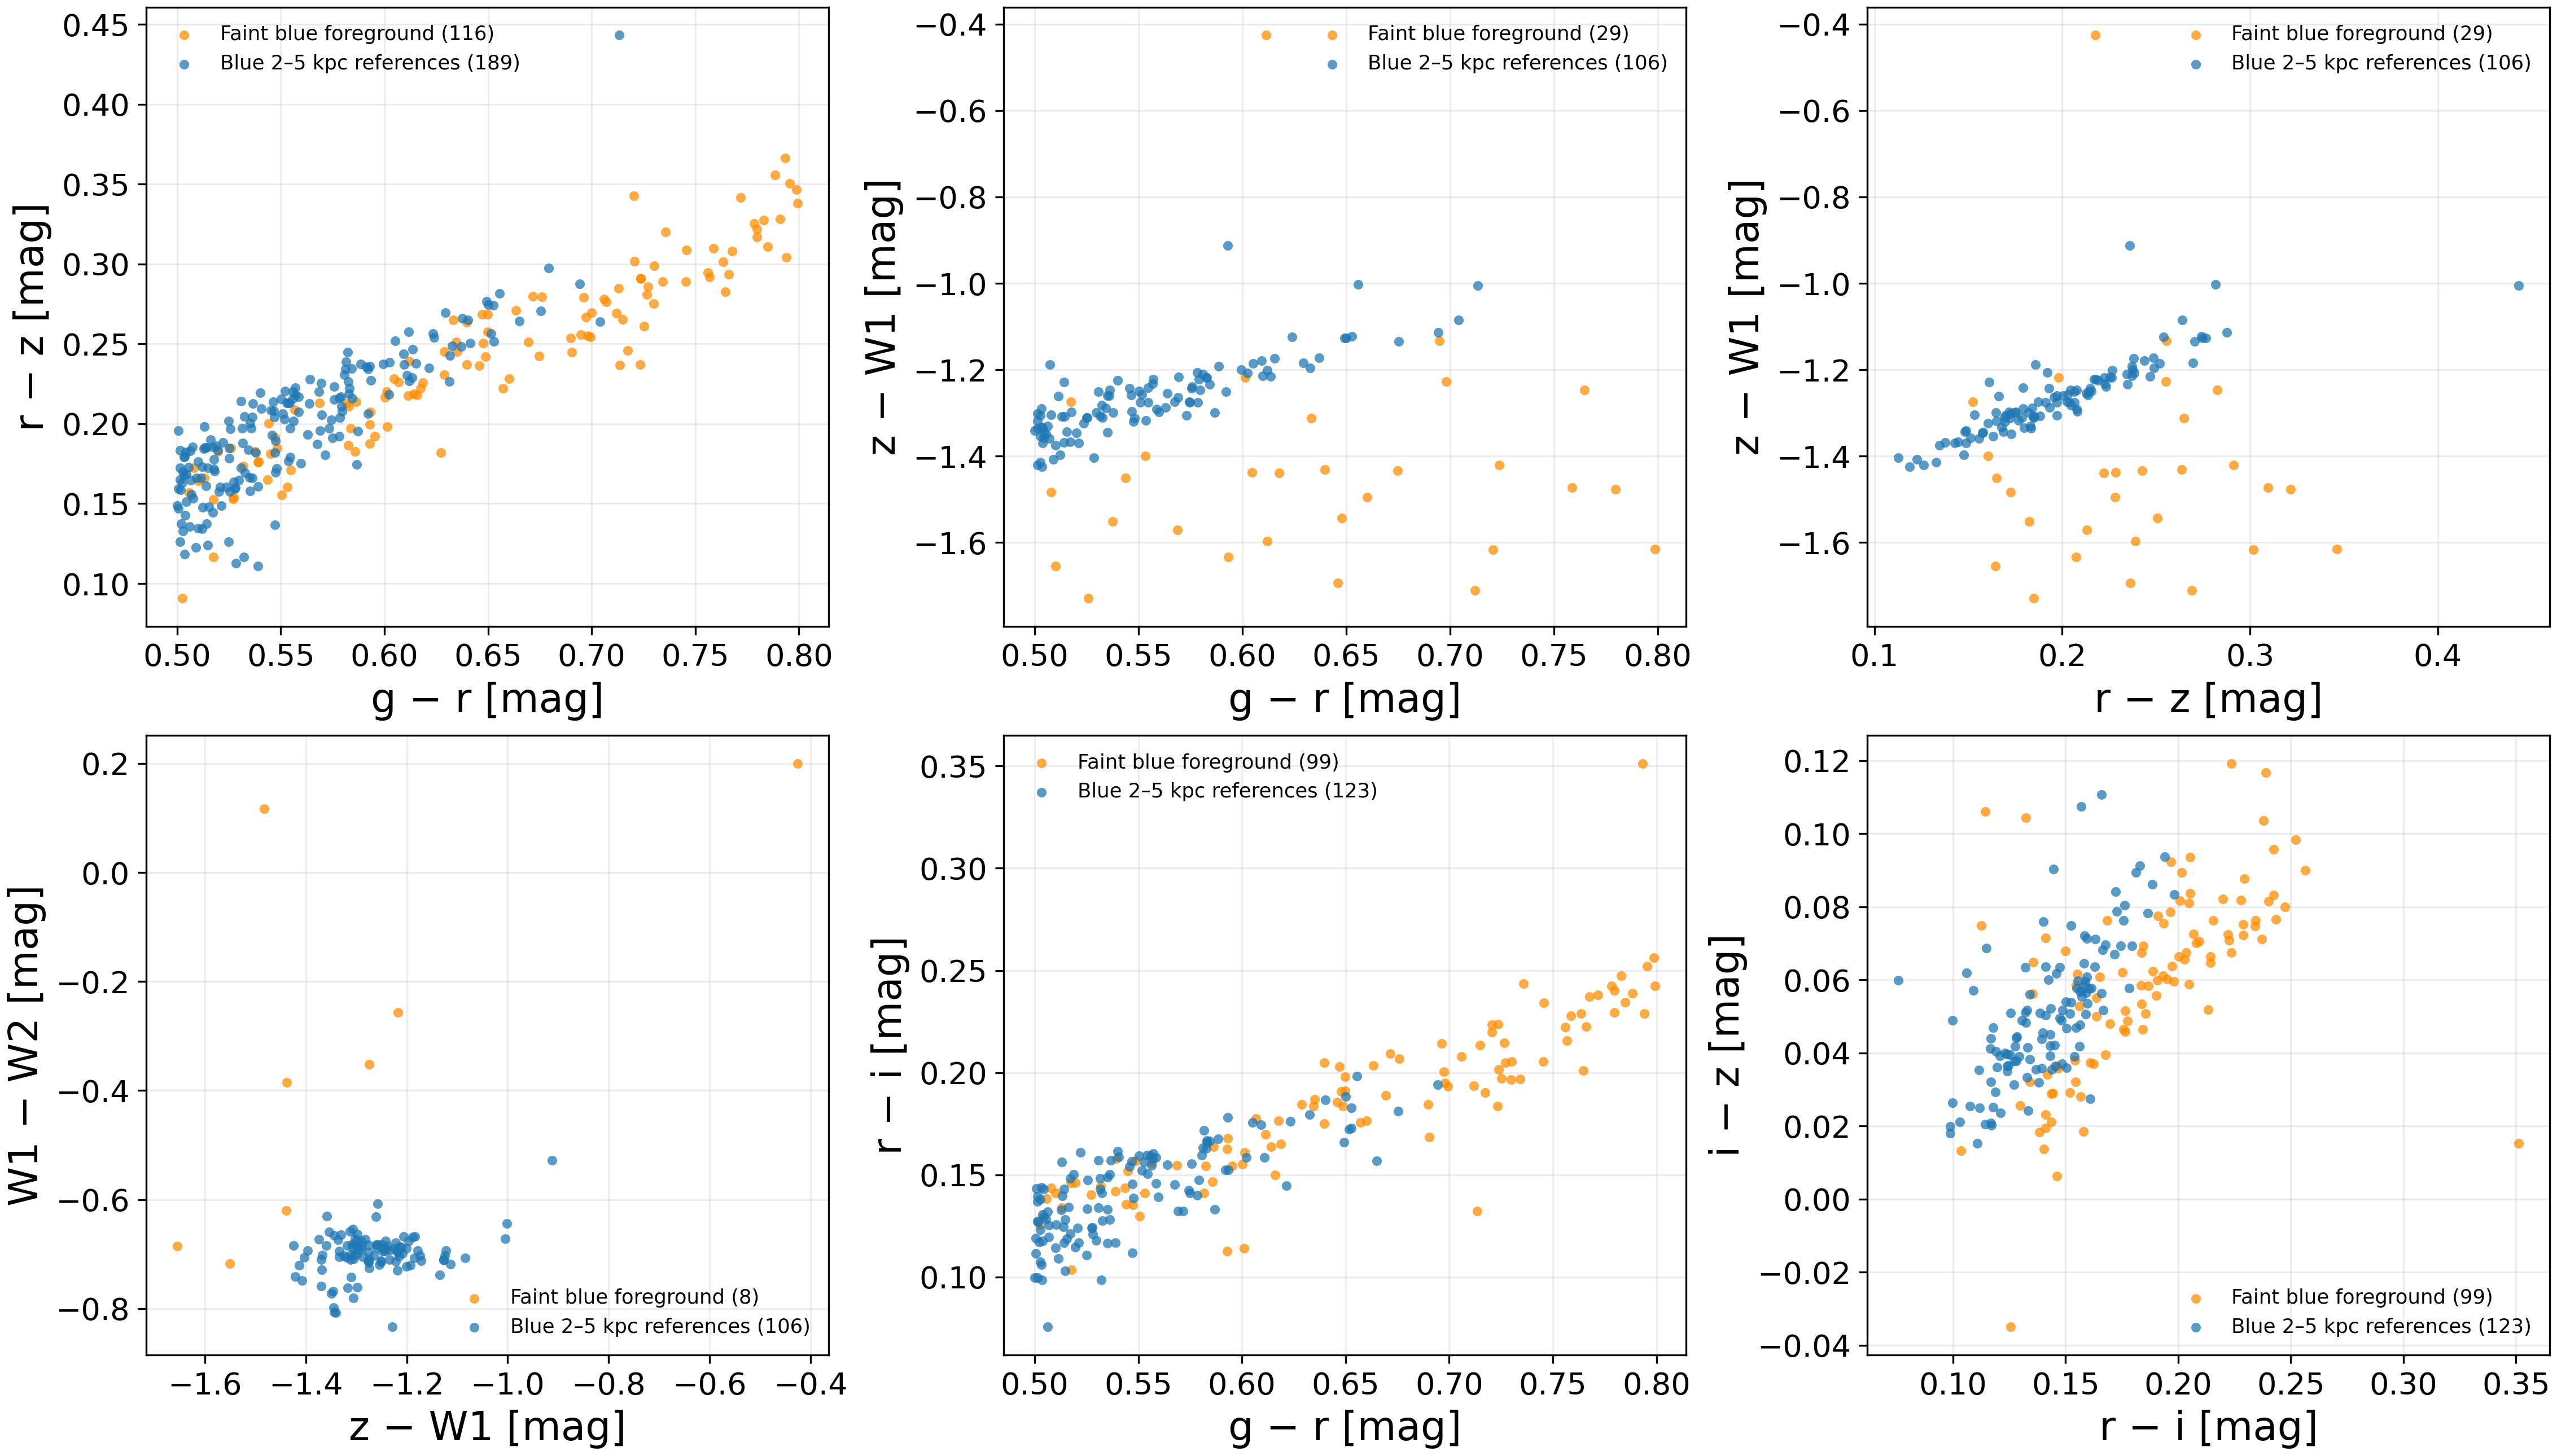 0.45
0.40
0.35
0.30
0.25
0.20
0.15
0.10
r − z [mag]
Faint blue foreground (116)
Blue 2–5 kpc references (189)
0.50 0.55 0.60 0.65 0.70 0.75 0.80
g − r [mag]
−0.4
−0.6
−0.8
−1.0
−1.2
−1.4
−1.6
z − W1 [mag]
Faint blue foreground (29)
Blue 2–5 kpc references (106)
0.50 0.55 0.60 0.65 0.70 0.75 0.80
g − r [mag]
−0.4
−0.6
−0.8
−1.0
−1.2
−1.4
−1.6
z − W1 [mag]
Faint blue foreground (29)
Blue 2–5 kpc references (106)
0.1 0.2 0.3 0.4
r − z [mag]
0.2
0.0
−0.2
−0.4
−0.6
−0.8
W1 − W2 [mag]
Faint blue foreground (8)
Blue 2–5 kpc references (106)
−1.6 −1.4 −1.2 −1.0 −0.8 −0.6 −0.4
z − W1 [mag]
0.35
0.30
0.25
0.20
0.15
0.10
r − i [mag]
Faint blue foreground (99)
Blue 2–5 kpc references (123)
0.50 0.55 0.60 0.65 0.70 0.75 0.80
g − r [mag]
0.12
0.10
0.08
0.06
0.04
0.02
0.00
−0.02
−0.04
i − z [mag]
Faint blue foreground (99)
Blue 2–5 kpc references (123)
0.10 0.15 0.20 0.25 0.30 0.35
r − i [mag]